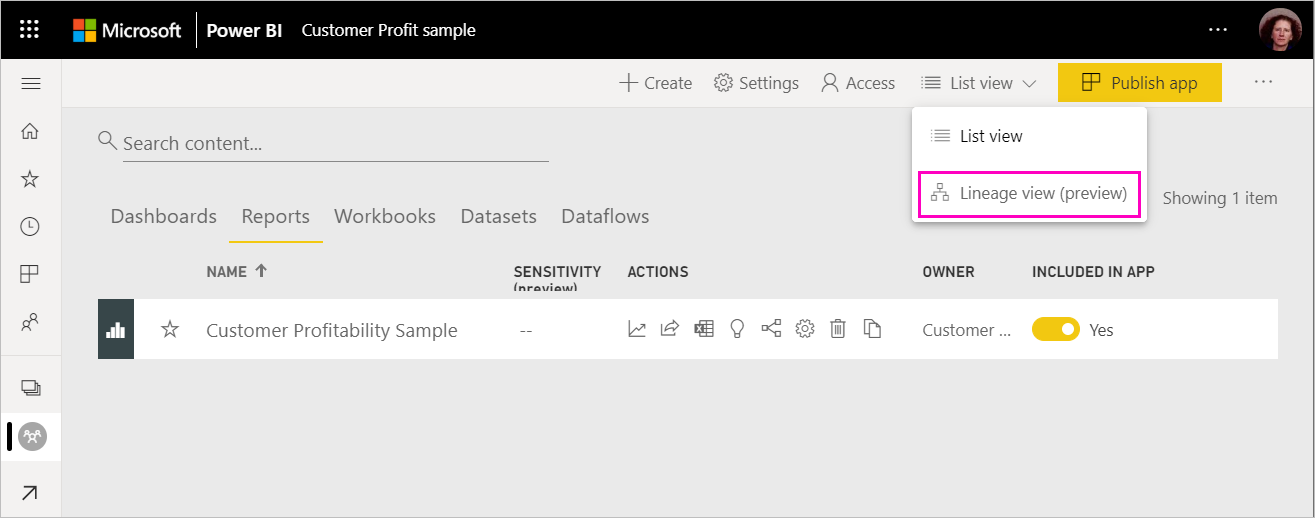 Microsoft Power BI Customer Profit sample ...
Create Settings Access List view Publish app ...
List view
Search content...
Lineage view (preview)
Showing 1 item
Dashboards Reports Workbooks Datasets Dataflows
NAME SENSITIVITY ACTIONS OWNER INCLUDED IN APP
(preview)
Customer Profitability Sample -- Customer ... Yes